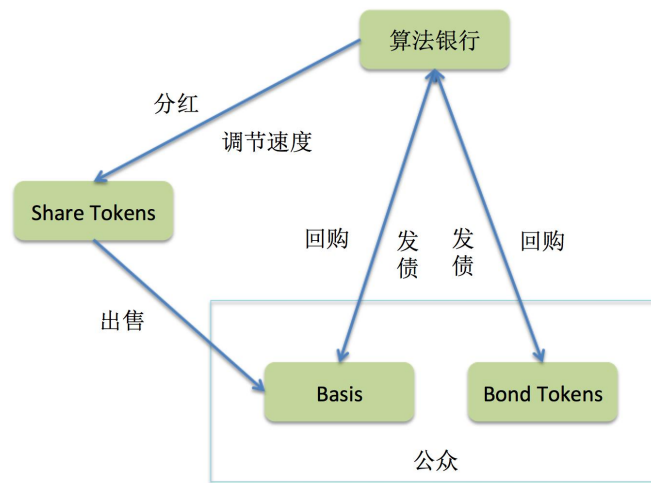 算法银行
分红
调节速度
Share Tokens
回购
发债
发债
回购
出售
Basis
Bond Tokens
公众